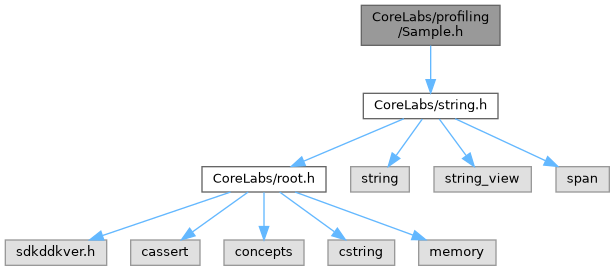 CoreLabs/profiling
/Sample.h
CoreLabs/string.h
CoreLabs/root.h
string
string_view
span
sdkddkver.h
cassert
concepts
cstring
memory